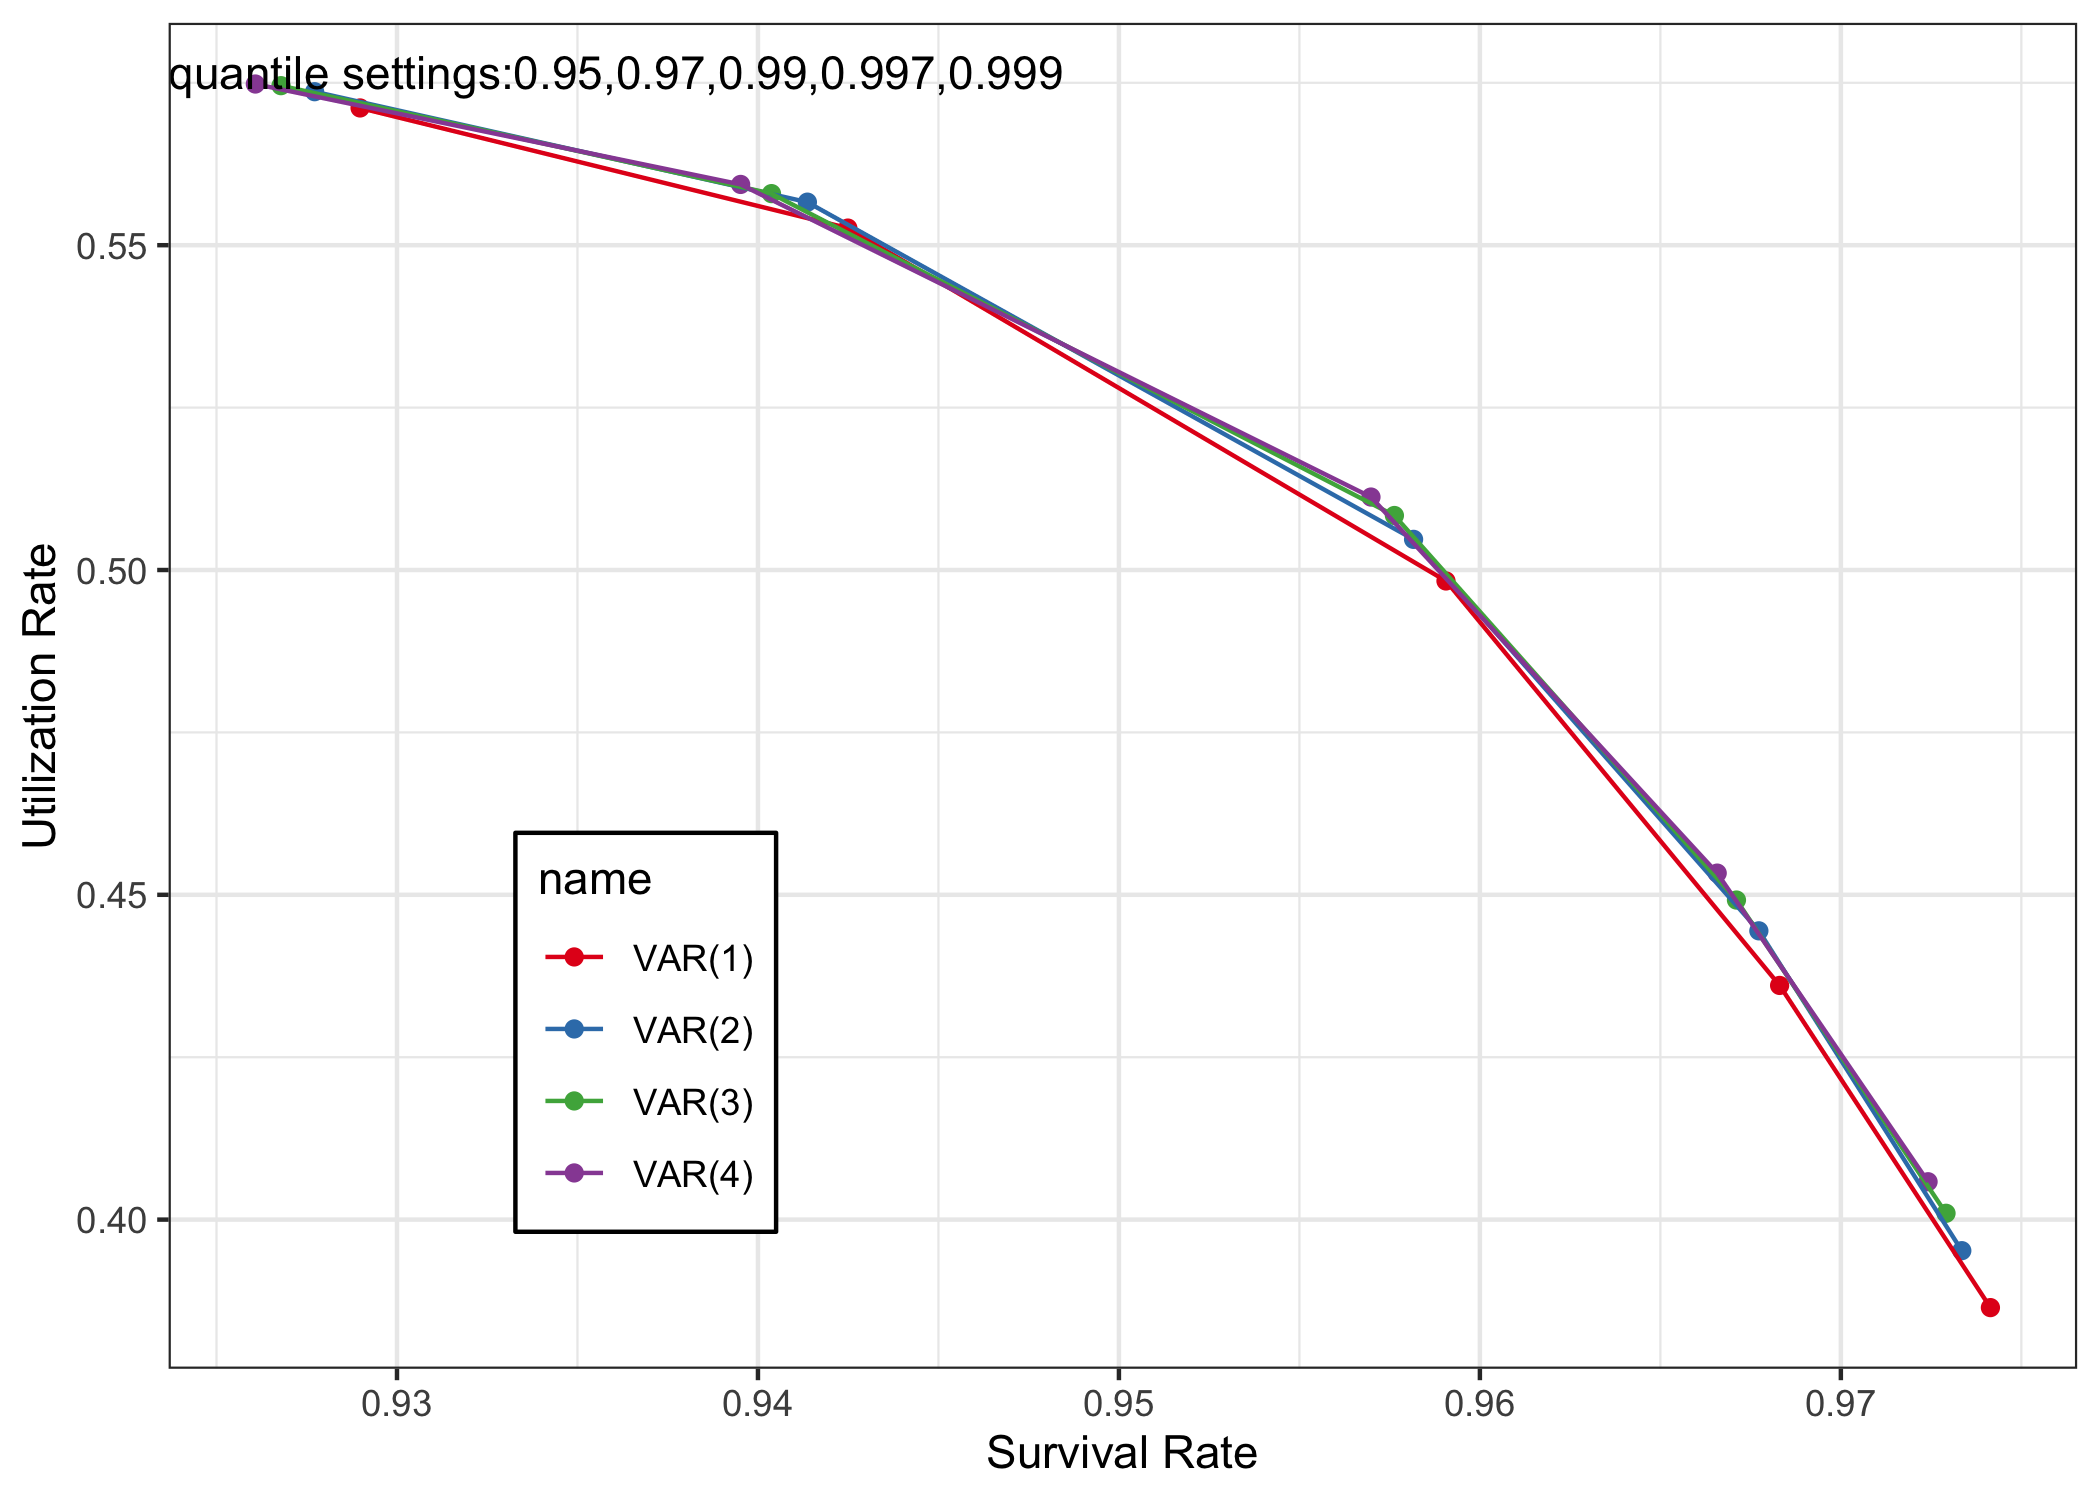 quantile settings:0.95,0.97,0.99,0.997,0.999
0.55
0.50
0.45
0.40
Utilization Rate
name
VAR(1)
VAR(2)
VAR(3)
VAR(4)
0.93 0.94 0.95 0.96 0.97
Survival Rate